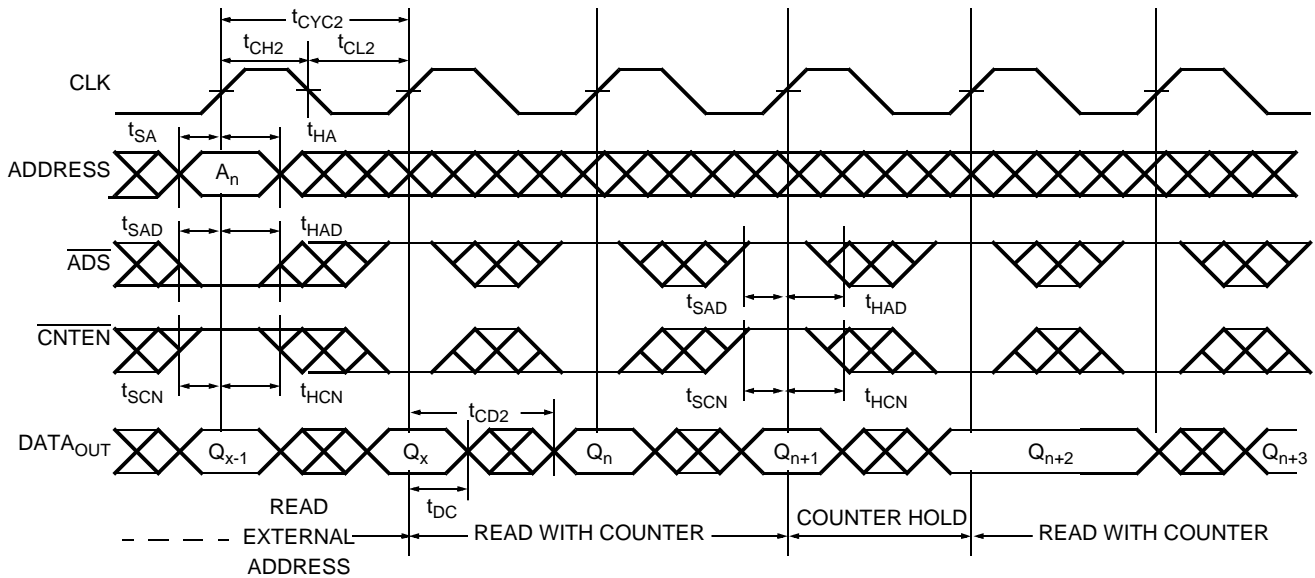 tCYC2
tCH2 tCL2
CLK
tSA tHA
ADDRESS An
tSAD tHAD
ADS
tSAD tHAD
CNTEN
tSCN tHCN tSCN tHCN
tCD2
DATAOUT Qx-1 Qx Qn Qn+1 Qn+2 Qn+3
tDC
READ
EXTERNAL
ADDRESS
READ WITH COUNTER
COUNTER HOLD
READ WITH COUNTER